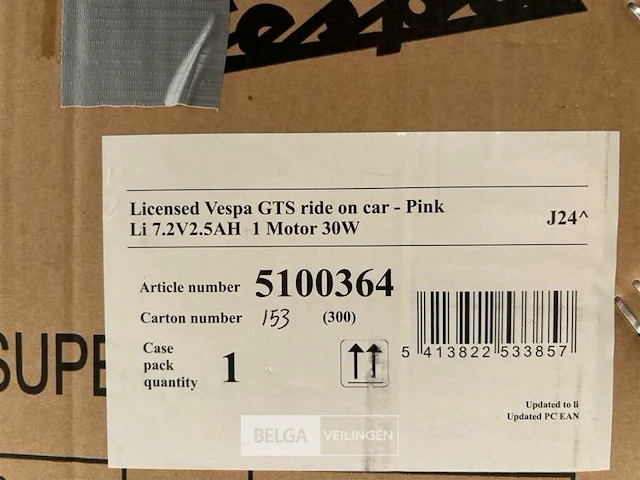 Licensed Vespa GTS ride on car - Pink
Li 7.2V2.5AH 1 Motor 30W
J24^
Article number 5100364
Carton number 153 (300)
Case pack quantity 1
5 413822 533857
Updated to li
Updated PC EAN
BELGA VEILINGEN